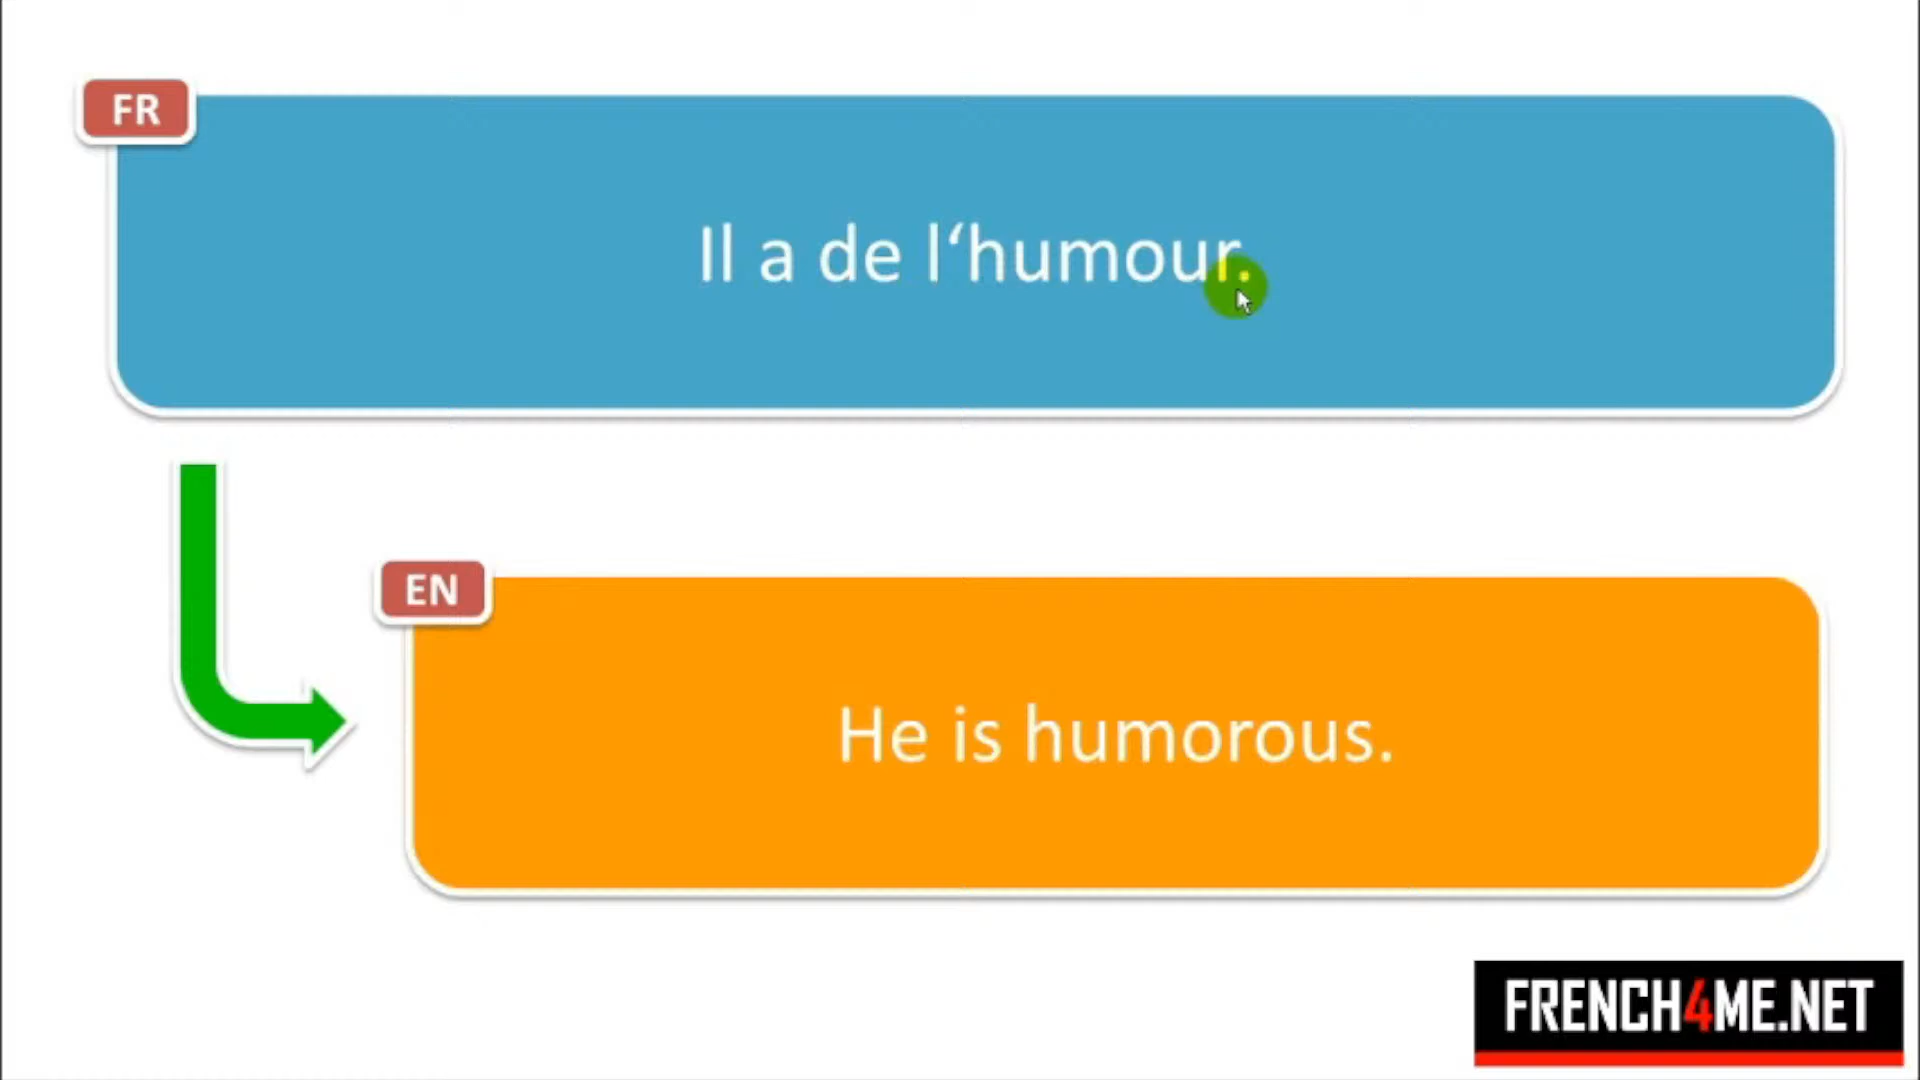 FR
Il a de l‘humour.
EN
He is humorous.
FRENCH4ME.NET